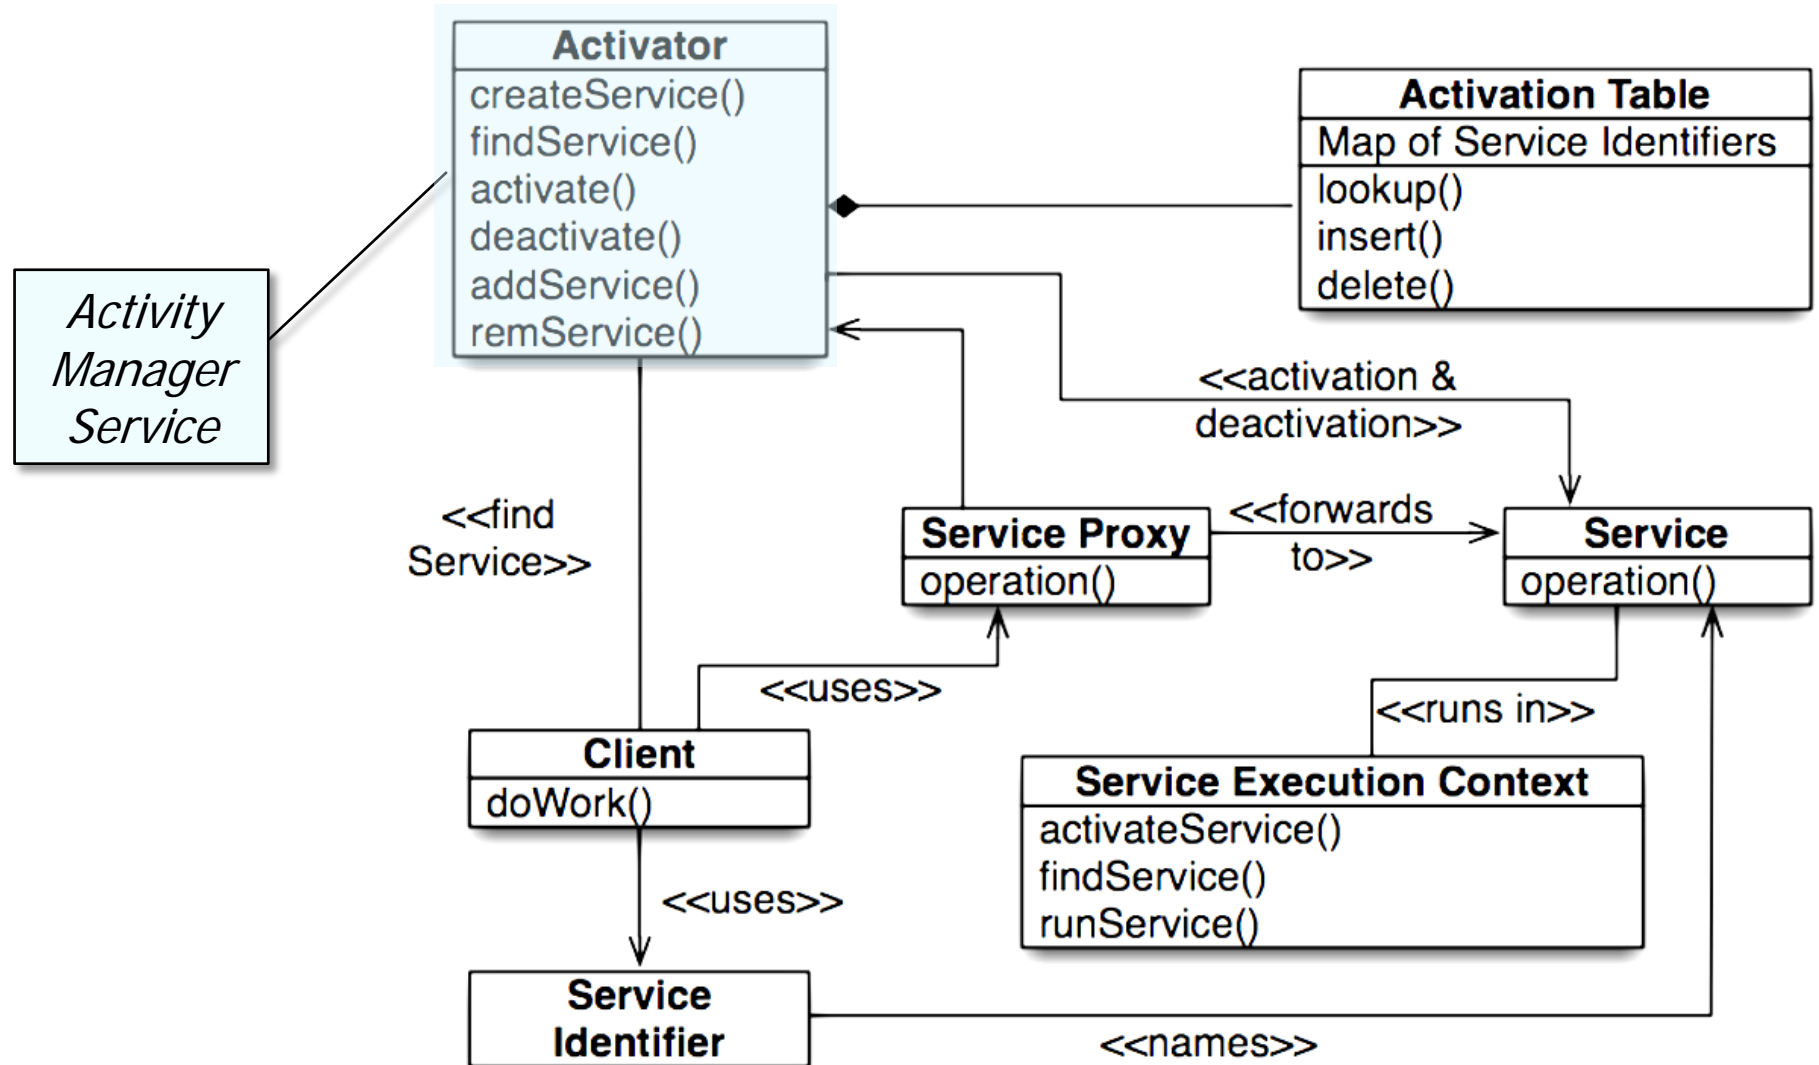 Activator
createService()
findService()
activate()
deactivate()
addService()
remService()
Activation Table
Map of Service Identifiers
lookup()
insert()
delete()
Activity
Manager
Service
<<activation &
deactivation>>
<<find
Service>>
Service Proxy
operation()
<<forwards
to>>
Service
operation()
<<uses>>
<<runs in>>
Client
doWork()
Service Execution Context
activateService()
findService()
runService()
<<uses>>
Service
Identifier
<<names>>